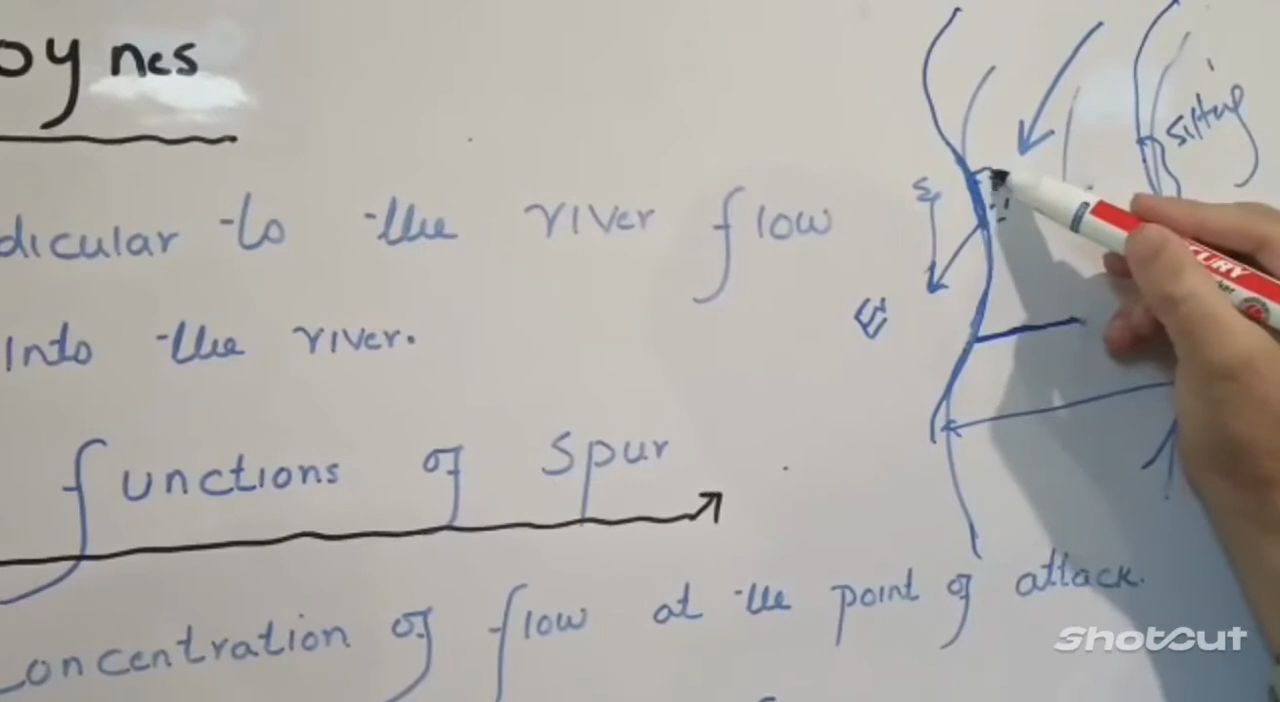 oynes
dicular to the river flow
into the river.
functions of spur
concentration of flow at the point of attack.
Silting
S
E
SHOTCUT